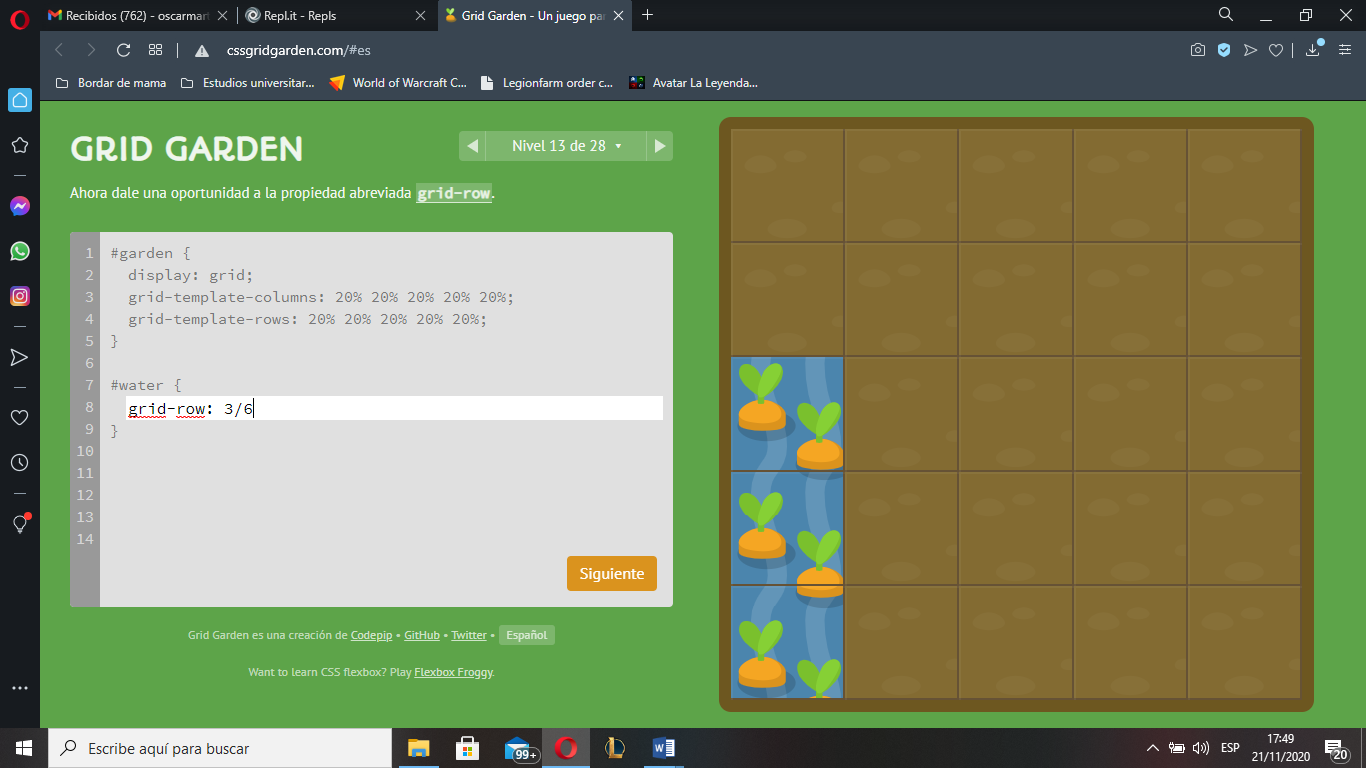 Recibidos (762) - oscarmar
Repl.it - Repls
Grid Garden - Un juego par
cssgridgarden.com/#es
Bordar de mama
Estudios universitar...
World of Warcraft C...
Legionfarm order c...
Avatar La Leyenda...
GRID GARDEN
Nivel 13 de 28
Ahora dale una oportunidad a la propiedad abreviada grid-row.
1 #garden {
2 display: grid;
3 grid-template-columns: 20% 20% 20% 20% 20%;
4 grid-template-rows: 20% 20% 20% 20% 20%;
5 }
6
7 #water {
8 grid-row: 3/6
9 }
10
11
12
13
14
Siguiente
Grid Garden es una creación de Codepip • GitHub • Twitter • Español
Want to learn CSS flexbox? Play Flexbox Froggy.
Escribe aquí para buscar
99+
W
ESP
17:49
21/11/2020
20